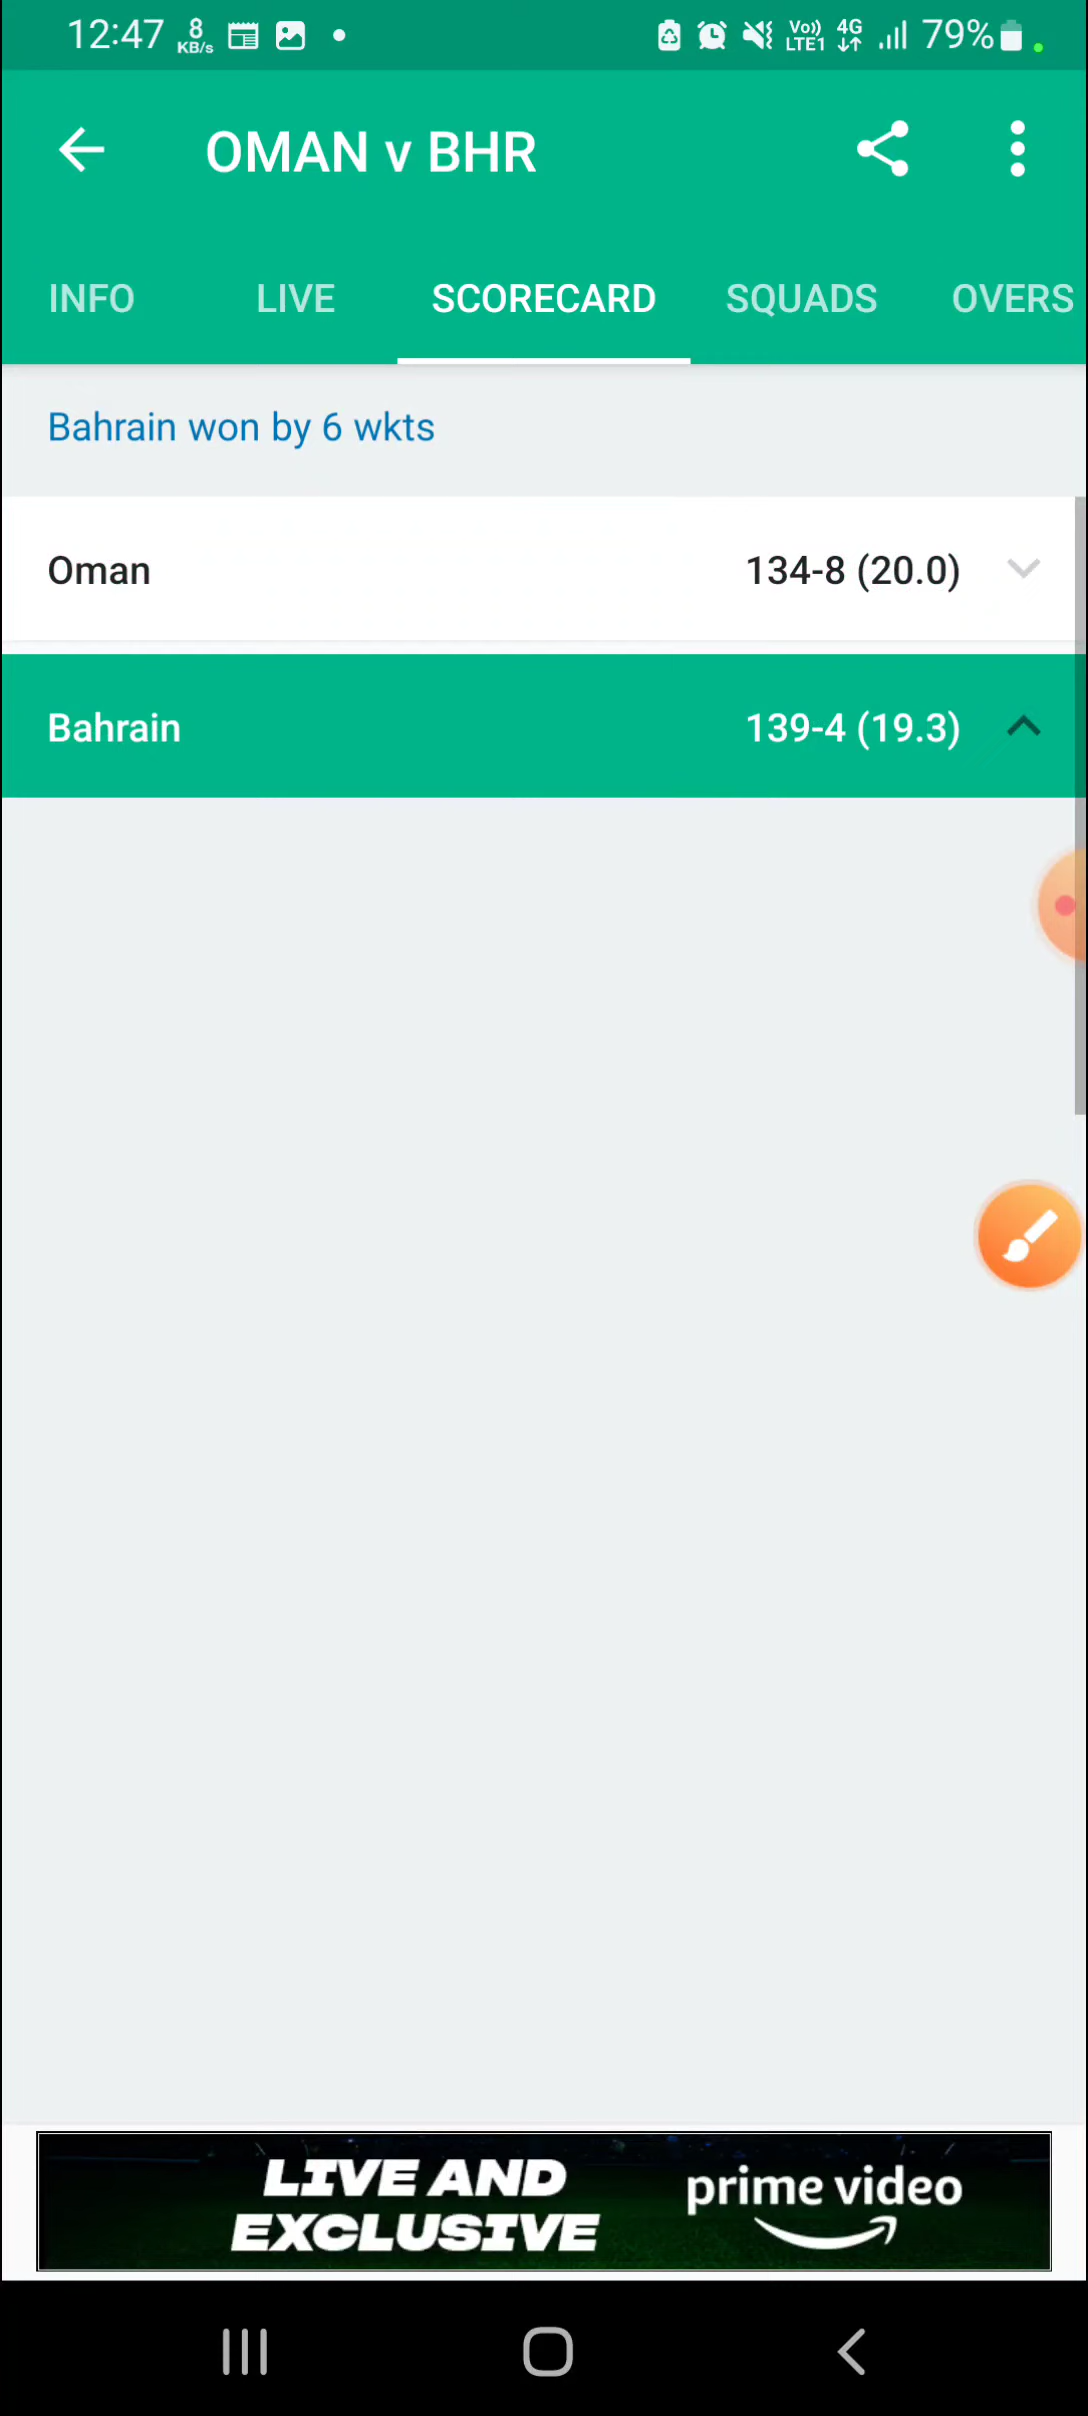 12:47 8 KB/s Vo)) LTE1 4G 79%
OMAN v BHR
INFO LIVE SCORECARD SQUADS OVERS
Bahrain won by 6 wkts
Oman 134-8 (20.0)
Bahrain 139-4 (19.3)
LIVE AND EXCLUSIVE
prime video